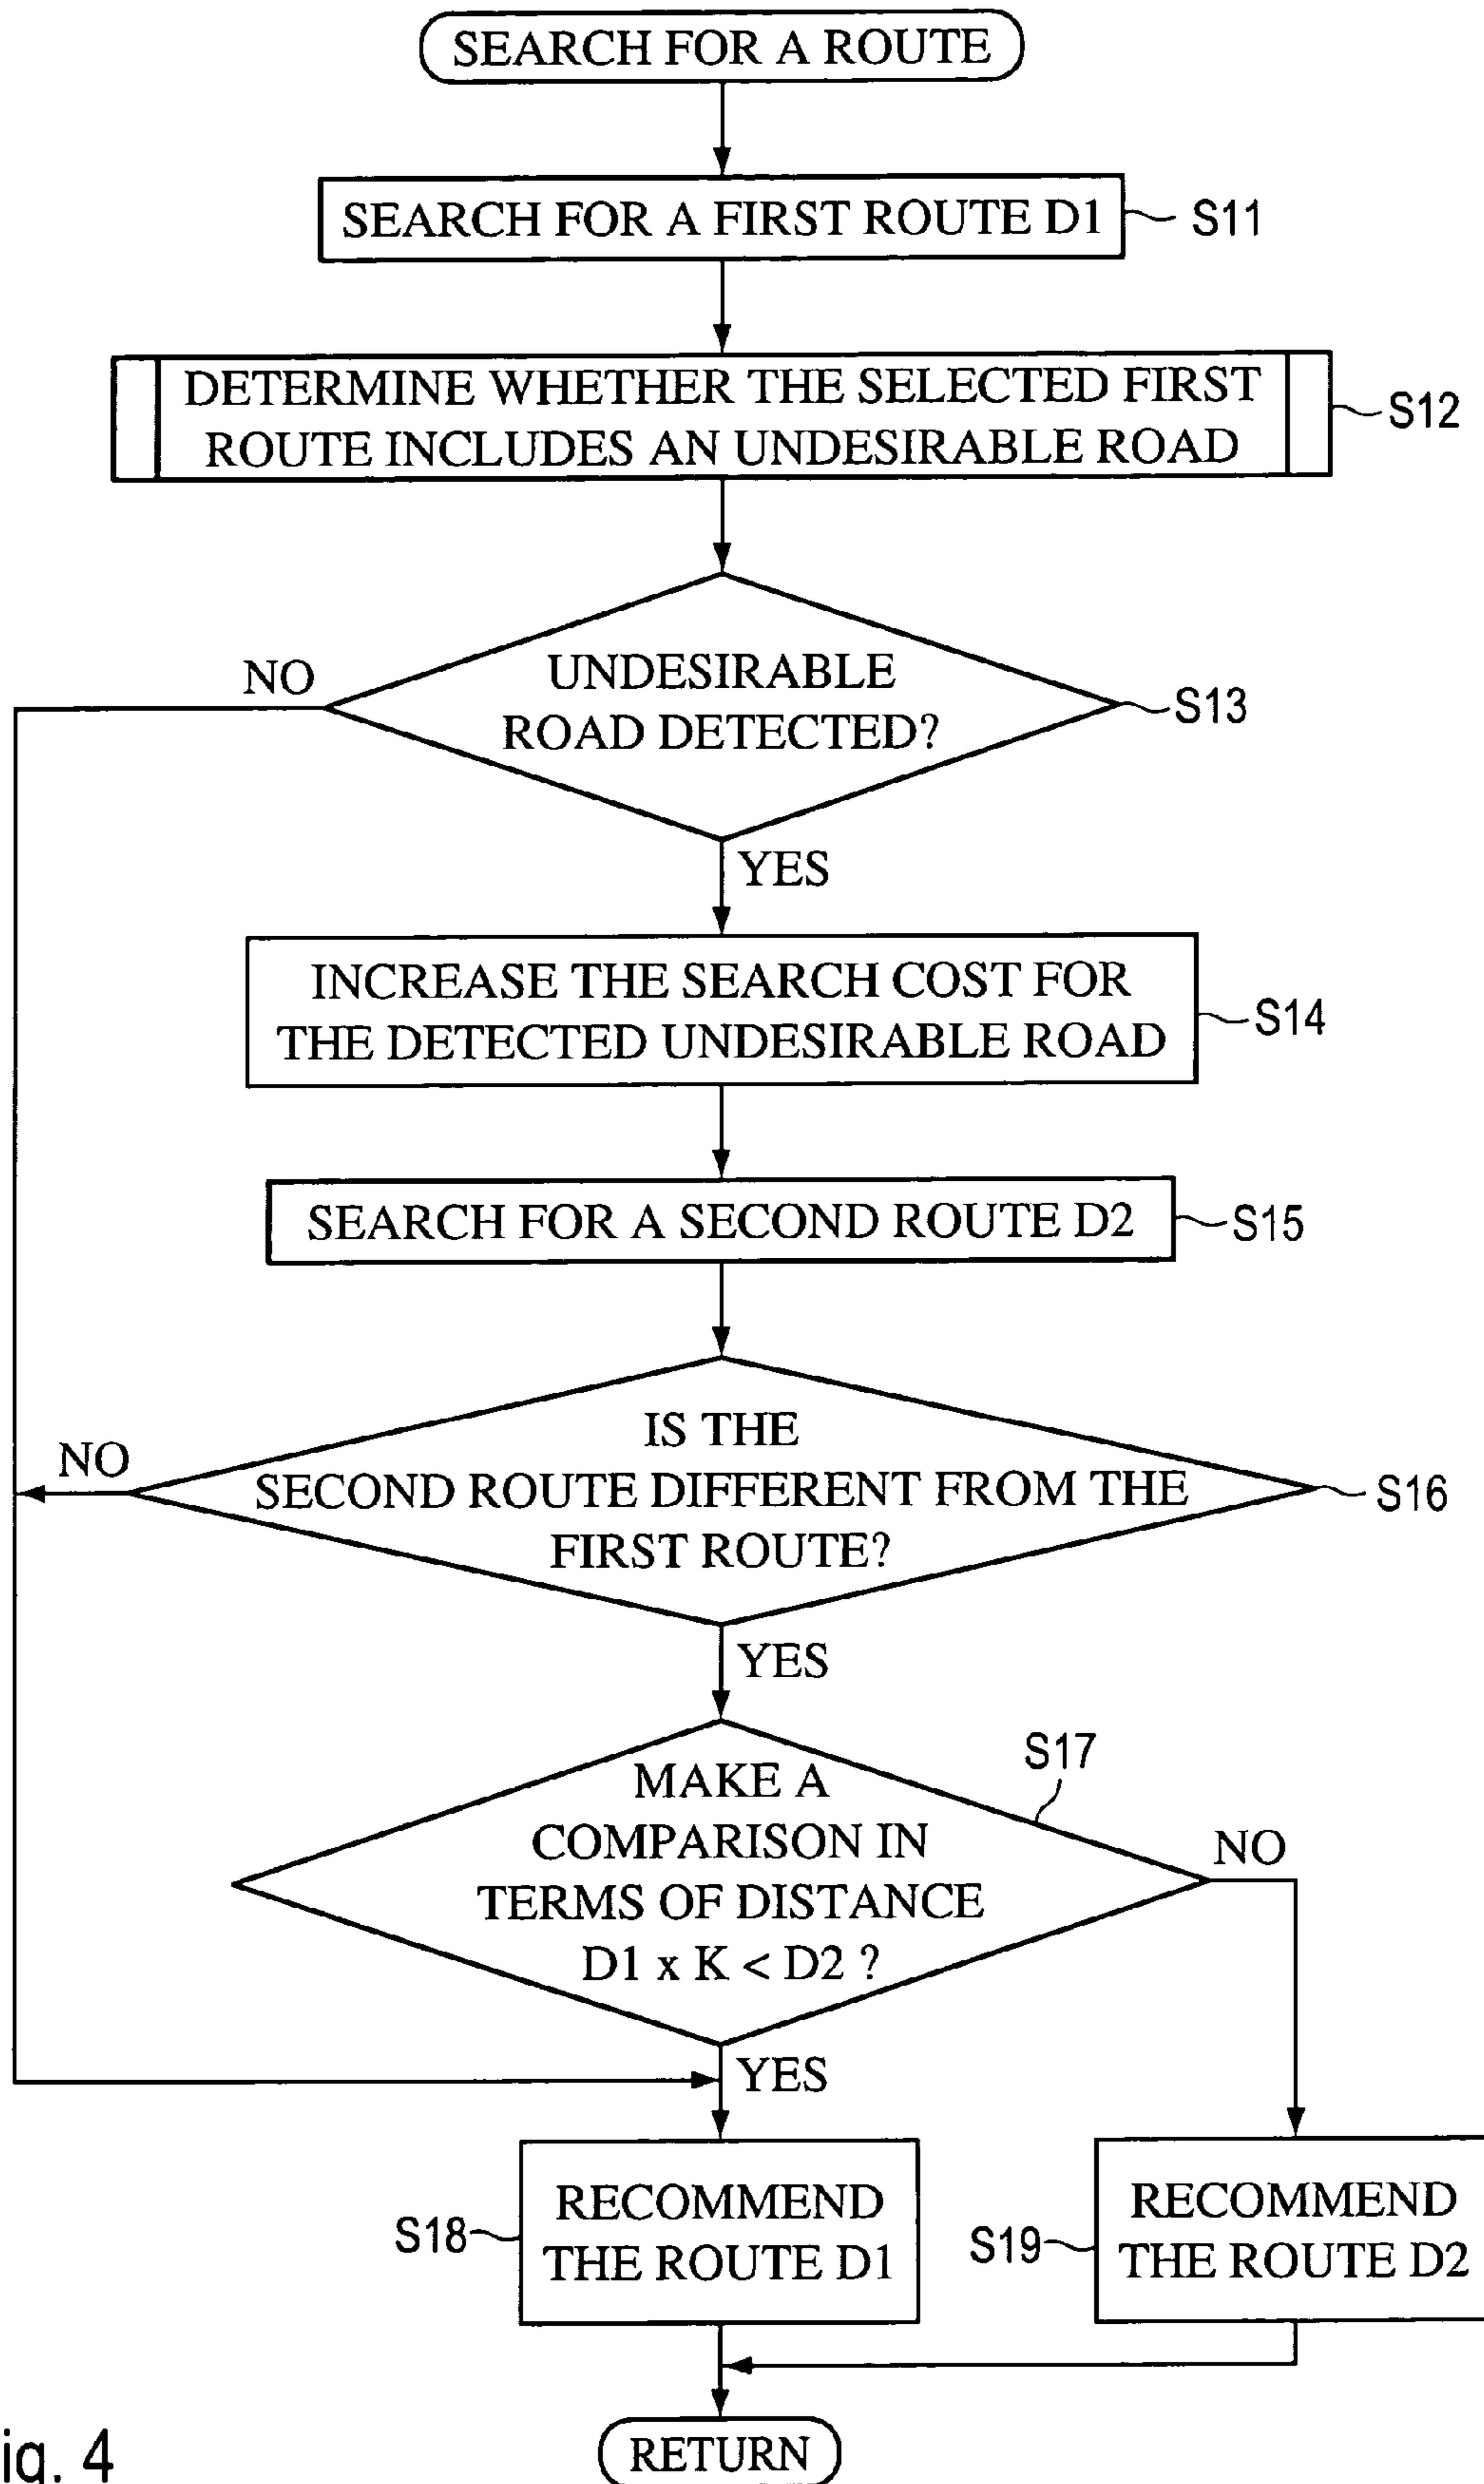 SEARCH FOR A ROUTE
SEARCH FOR A FIRST ROUTE D1
S11
DETERMINE WHETHER THE SELECTED FIRST
ROUTE INCLUDES AN UNDESIRABLE ROAD
S12
NO
UNDESIRABLE
ROAD DETECTED?
S13
YES
INCREASE THE SEARCH COST FOR
THE DETECTED UNDESIRABLE ROAD
S14
SEARCH FOR A SECOND ROUTE D2
S15
NO
IS THE
SECOND ROUTE DIFFERENT FROM THE
FIRST ROUTE?
S16
YES
S17
MAKE A
COMPARISON IN
TERMS OF DISTANCE
D1 x K < D2 ?
NO
YES
S18
RECOMMEND
THE ROUTE D1
S19
RECOMMEND
THE ROUTE D2
RETURN
ig. 4